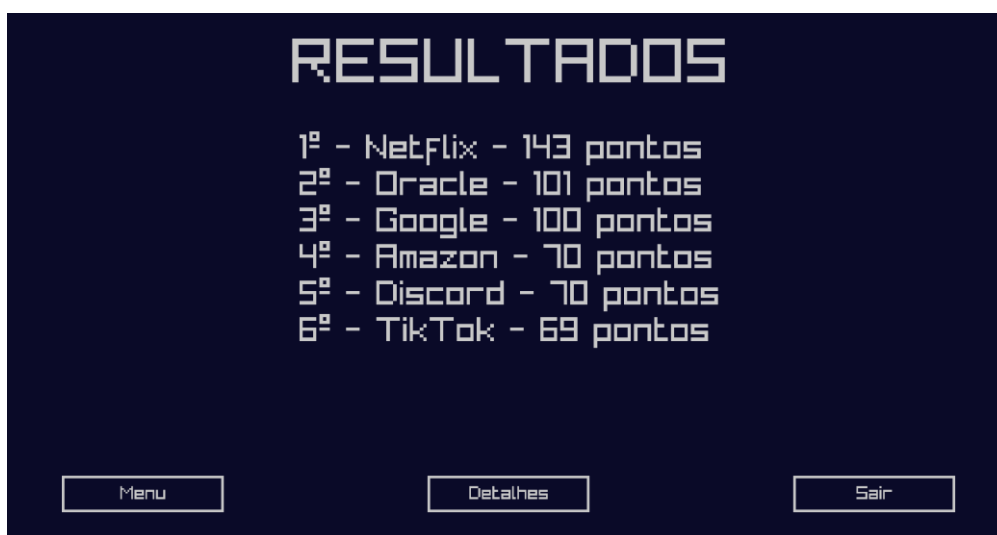 RESULTADOS
1º - Netflix - 143 pontos
2º - Oracle - 101 pontos
3º - Google - 100 pontos
4º - Amazon - 70 pontos
5º - Discord - 70 pontos
6º - TikTok - 69 pontos
Menu Detalhes Sair